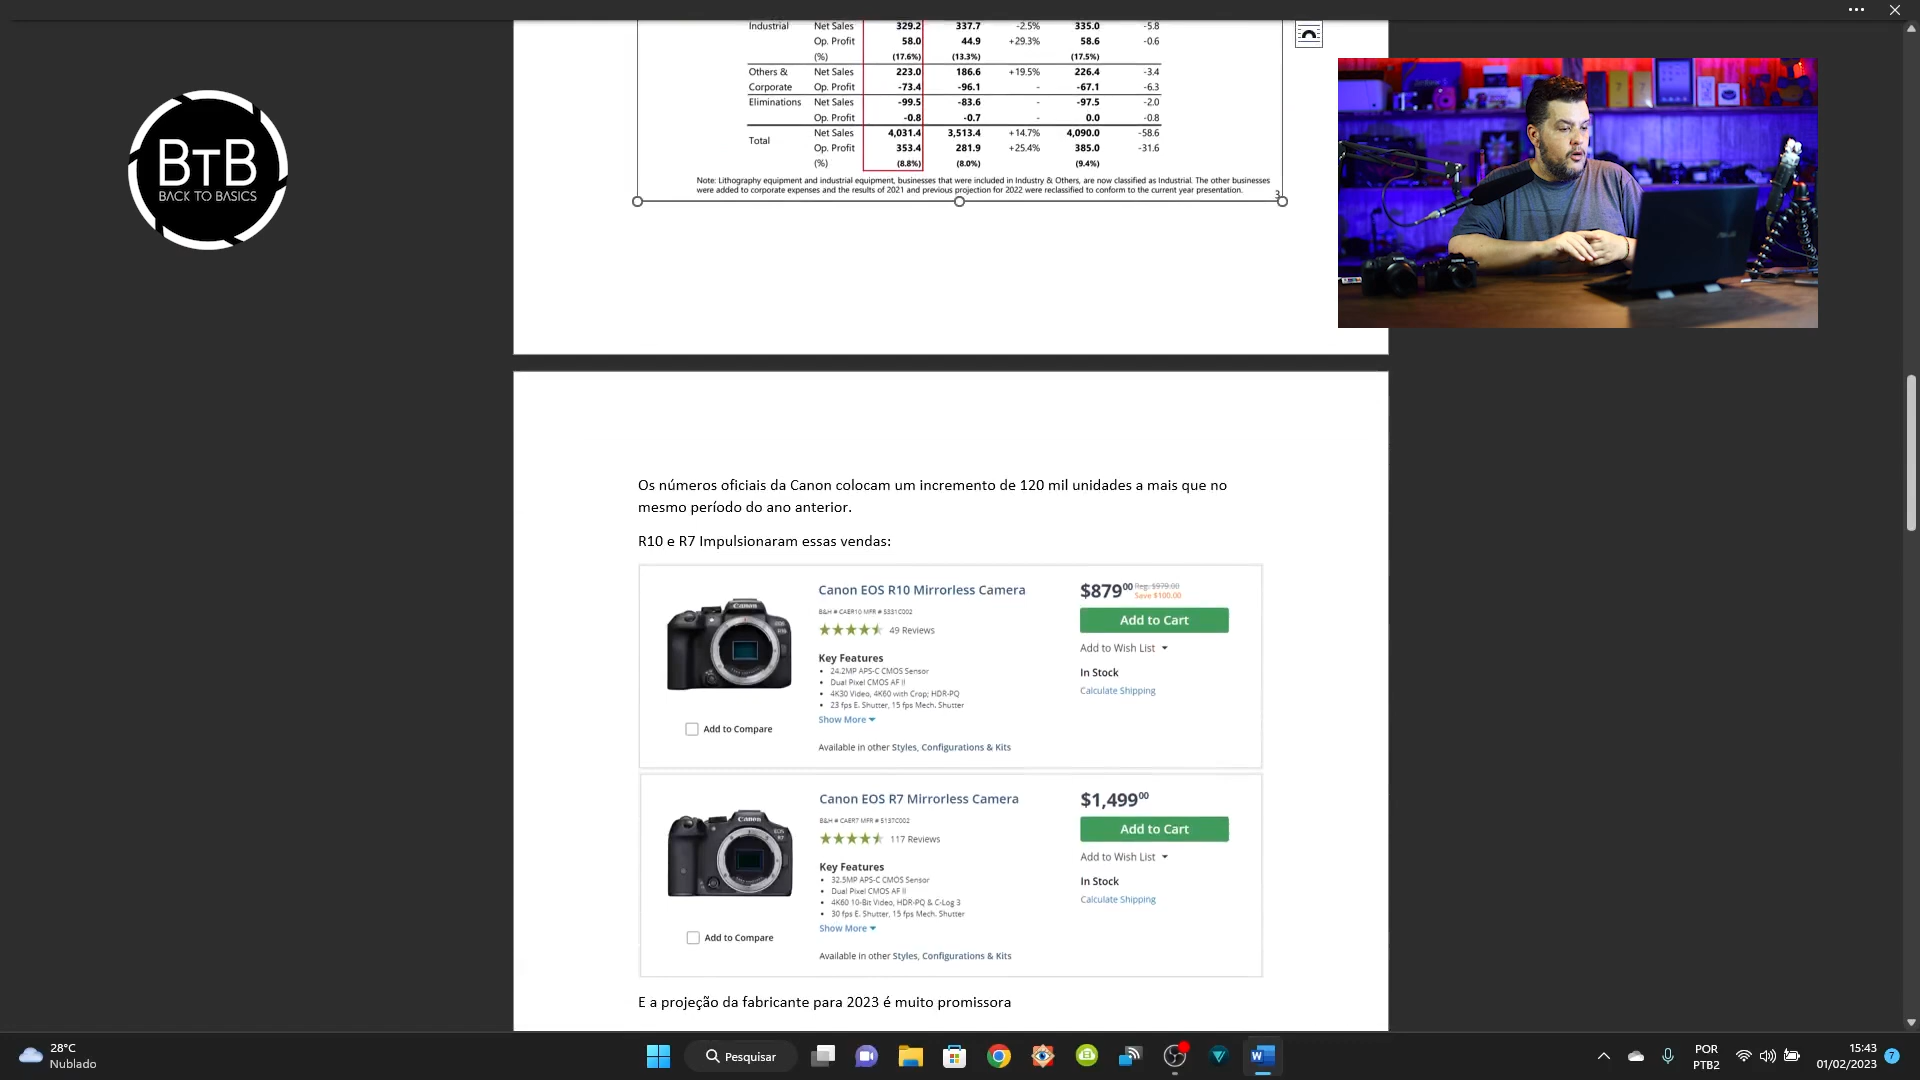 Industrial Net Sales 329.2 337.7 -2.5% 335.0 -5.8
Op. Profit 58.0 44.9 +29.3% 58.6 -0.6
(%) (17.6%) (13.3%) (17.5%)
Others & Net Sales 223.0 186.6 +19.5% 226.4 -3.4
Corporate Op. Profit -73.4 -96.1 - -67.1 -6.3
Eliminations Net Sales -99.5 -83.6 - -97.5 -2.0
Op. Profit -0.8 -0.7 - 0.0 -0.8
Total
Net Sales 4,031.4 3,513.4 +14.7% 4,090.0 -58.6
Op. Profit 353.4 281.9 +25.4% 385.0 -31.6
(%) (8.8%) (8.0%) (9.4%)
Note: Lithography equipment and industrial equipment, businesses that were included in Industry & Others, are now classified as Industrial. The other businesses
were added to corporate expenses and the results of 2021 and previous projection for 2022 were reclassified to conform to the current year presentation.
3
BTB
BACK TO BASICS
Os números oficiais da Canon colocam um incremento de 120 mil unidades a mais que no
mesmo período do ano anterior.
R10 e R7 Impulsionaram essas vendas:
Canon EOS R10 Mirrorless Camera
B&H # CAER10 MFR # 5331C002
49 Reviews
Key Features
24.2MP APS-C CMOS Sensor
Dual Pixel CMOS AF II
4K30 Video, 4K60 with Crop; HDR-PQ
23 fps E. Shutter, 15 fps Mech. Shutter
Show More
Available in other Styles, Configurations & Kits
Add to Compare
$879 00 Reg. $979.00
Save $100.00
Add to Cart
Add to Wish List
In Stock
Calculate Shipping
Canon EOS R7 Mirrorless Camera
B&H # CAER7 MFR # 5137C002
117 Reviews
Key Features
32.5MP APS-C CMOS Sensor
Dual Pixel CMOS AF II
4K60 10-Bit Video, HDR-PQ & C-Log 3
30 fps E. Shutter, 15 fps Mech. Shutter
Show More
Available in other Styles, Configurations & Kits
Add to Compare
$1,499 00
Add to Cart
Add to Wish List
In Stock
Calculate Shipping
E a projeção da fabricante para 2023 é muito promissora
28°C
Nublado
Pesquisar
POR
PTB2
15:43
01/02/2023
7